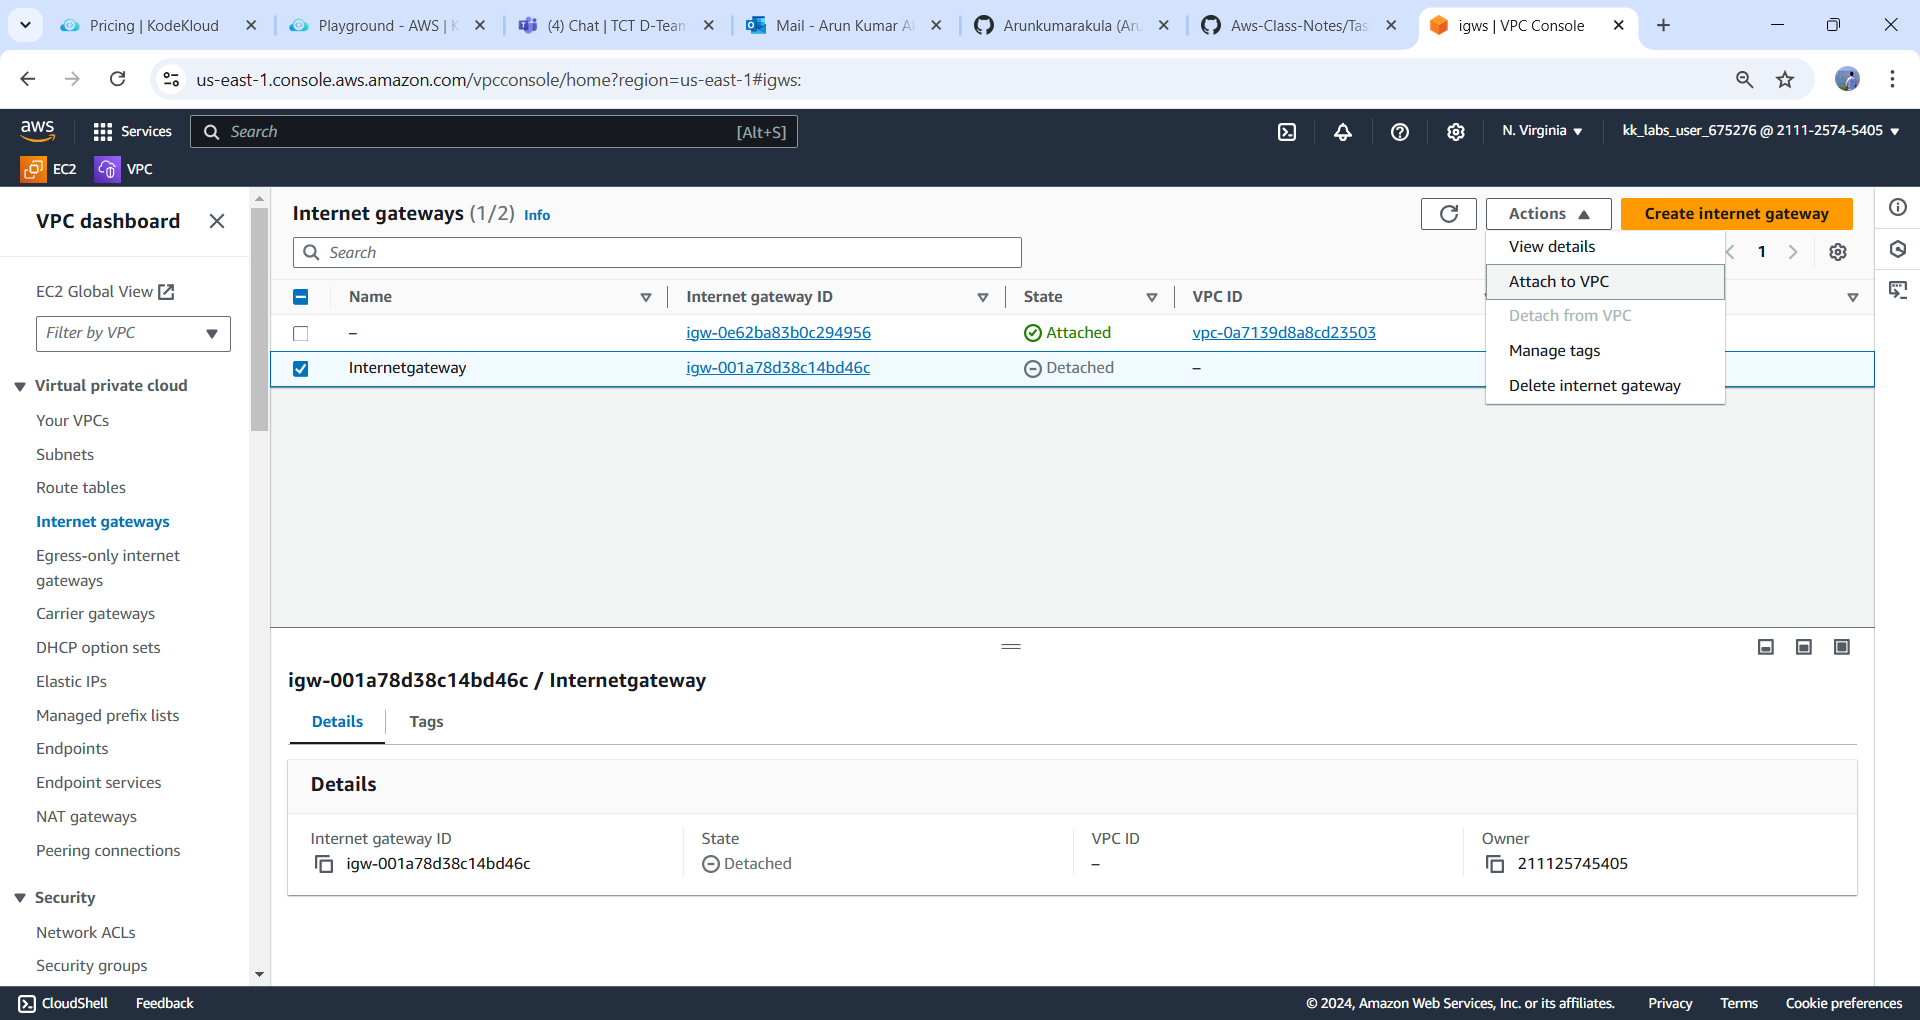 Pricing | KodeKloud
Playground - AWS | K
(4) Chat | TCT D-Team
Mail - Arun Kumar A
Arunkumarakula (Aru
Aws-Class-Notes/Tas
igws | VPC Console
us-east-1.console.aws.amazon.com/vpcconsole/home?region=us-east-1#igws:
aws
Services
Search
[Alt+S]
N. Virginia
kk_labs_user_675276 @ 2111-2574-5405
EC2
VPC
VPC dashboard
EC2 Global View
Filter by VPC
Virtual private cloud
Your VPCs
Subnets
Route tables
Internet gateways
Egress-only internet
gateways
Carrier gateways
DHCP option sets
Elastic IPs
Managed prefix lists
Endpoints
Endpoint services
NAT gateways
Peering connections
Security
Network ACLs
Security groups
Internet gateways (1/2) Info
Actions
Create internet gateway
Search
1
View details
Attach to VPC
Detach from VPC
Manage tags
Delete internet gateway
Name Internet gateway ID State VPC ID
– igw-0e62ba83b0c294956 Attached vpc-0a7139d8a8cd23503
Internetgateway igw-001a78d38c14bd46c Detached –
igw-001a78d38c14bd46c / Internetgateway
Details Tags
Details
Internet gateway ID State VPC ID Owner
igw-001a78d38c14bd46c Detached – 211125745405
CloudShell Feedback © 2024, Amazon Web Services, Inc. or its affiliates. Privacy Terms Cookie preferences